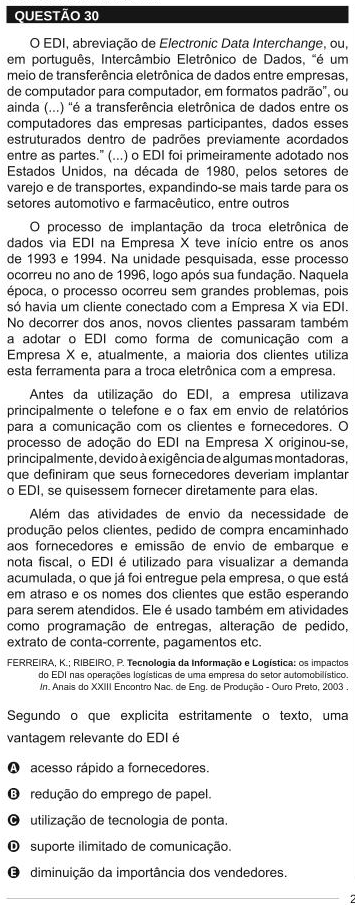 QUESTÃO 30
O EDI, abreviação de Electronic Data Interchange, ou,
em português, Intercâmbio Eletrônico de Dados, “é um
meio de transferência eletrônica de dados entre empresas,
de computador para computador, em formatos padrão”, ou
ainda (...) “é a transferência eletrônica de dados entre os
computadores das empresas participantes, dados esses
estruturados dentro de padrões previamente acordados
entre as partes.” (...) o EDI foi primeiramente adotado nos
Estados Unidos, na década de 1980, pelos setores de
varejo e de transportes, expandindo-se mais tarde para os
setores automotivo e farmacêutico, entre outros
O processo de implantação da troca eletrônica de
dados via EDI na Empresa X teve início entre os anos
de 1993 e 1994. Na unidade pesquisada, esse processo
ocorreu no ano de 1996, logo após sua fundação. Naquela
época, o processo ocorreu sem grandes problemas, pois
só havia um cliente conectado com a Empresa X via EDI.
No decorrer dos anos, novos clientes passaram também
a adotar o EDI como forma de comunicação com a
Empresa X e, atualmente, a maioria dos clientes utiliza
esta ferramenta para a troca eletrônica com a empresa.
Antes da utilização do EDI, a empresa utilizava
principalmente o telefone e o fax em envio de relatórios
para a comunicação com os clientes e fornecedores. O
processo de adoção do EDI na Empresa X originou-se,
principalmente, devido à exigência de algumas montadoras,
que definiram que seus fornecedores deveriam implantar
o EDI, se quisessem fornecer diretamente para elas.
Além das atividades de envio da necessidade de
produção pelos clientes, pedido de compra encaminhado
aos fornecedores e emissão de envio de embarque e
nota fiscal, o EDI é utilizado para visualizar a demanda
acumulada, o que já foi entregue pela empresa, o que está
em atraso e os nomes dos clientes que estão esperando
para serem atendidos. Ele é usado também em atividades
como programação de entregas, alteração de pedido,
extrato de conta-corrente, pagamentos etc.
FERREIRA, K.; RIBEIRO, P. Tecnologia da Informação e Logística: os impactos
do EDI nas operações logísticas de uma empresa do setor automobilístico.
In. Anais do XXIII Encontro Nac. de Eng. de Produção - Ouro Preto, 2003 .
Segundo o que explicita estritamente o texto, uma
vantagem relevante do EDI é
A acesso rápido a fornecedores.
B redução do emprego de papel.
C utilização de tecnologia de ponta.
D suporte ilimitado de comunicação.
E diminuição da importância dos vendedores.
2